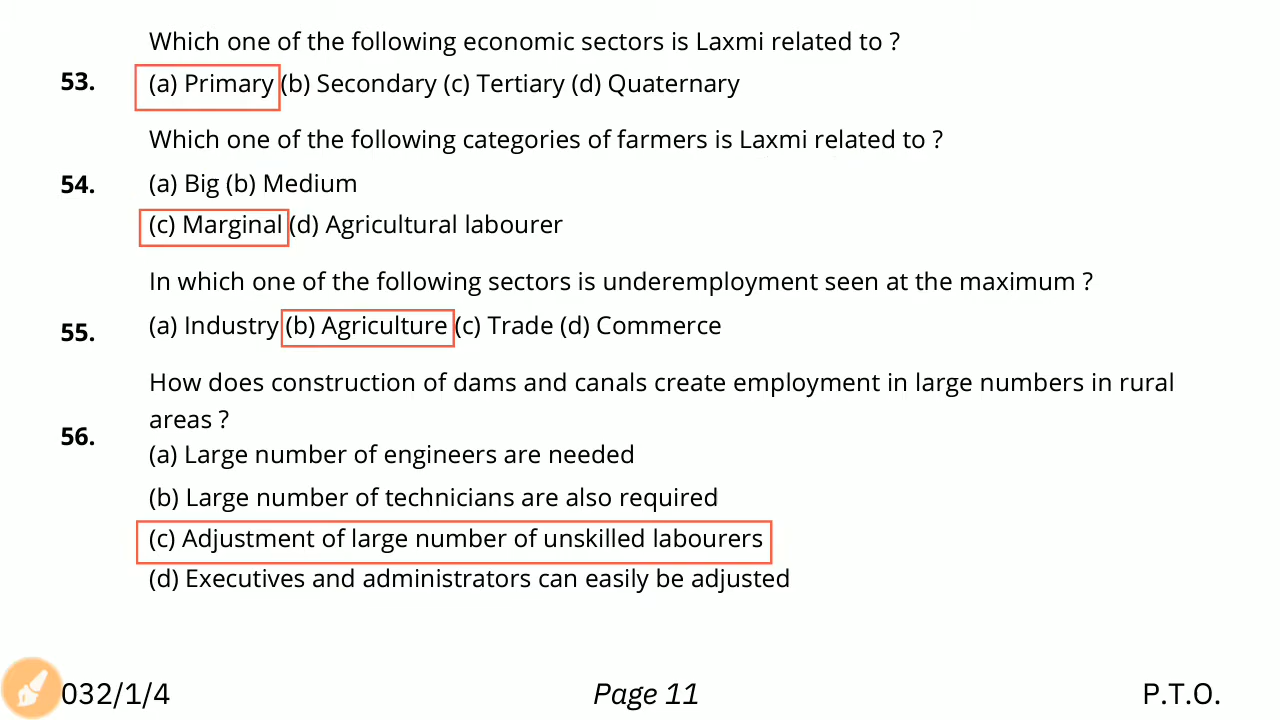 Which one of the following economic sectors is Laxmi related to ?
53.
(a) Primary (b) Secondary (c) Tertiary (d) Quaternary
Which one of the following categories of farmers is Laxmi related to ?
54.
(a) Big (b) Medium
(c) Marginal (d) Agricultural labourer
In which one of the following sectors is underemployment seen at the maximum ?
55.
(a) Industry (b) Agriculture (c) Trade (d) Commerce
How does construction of dams and canals create employment in large numbers in rural
areas ?
56.
(a) Large number of engineers are needed
(b) Large number of technicians are also required
(c) Adjustment of large number of unskilled labourers
(d) Executives and administrators can easily be adjusted
032/1/4 Page 11 P.T.O.